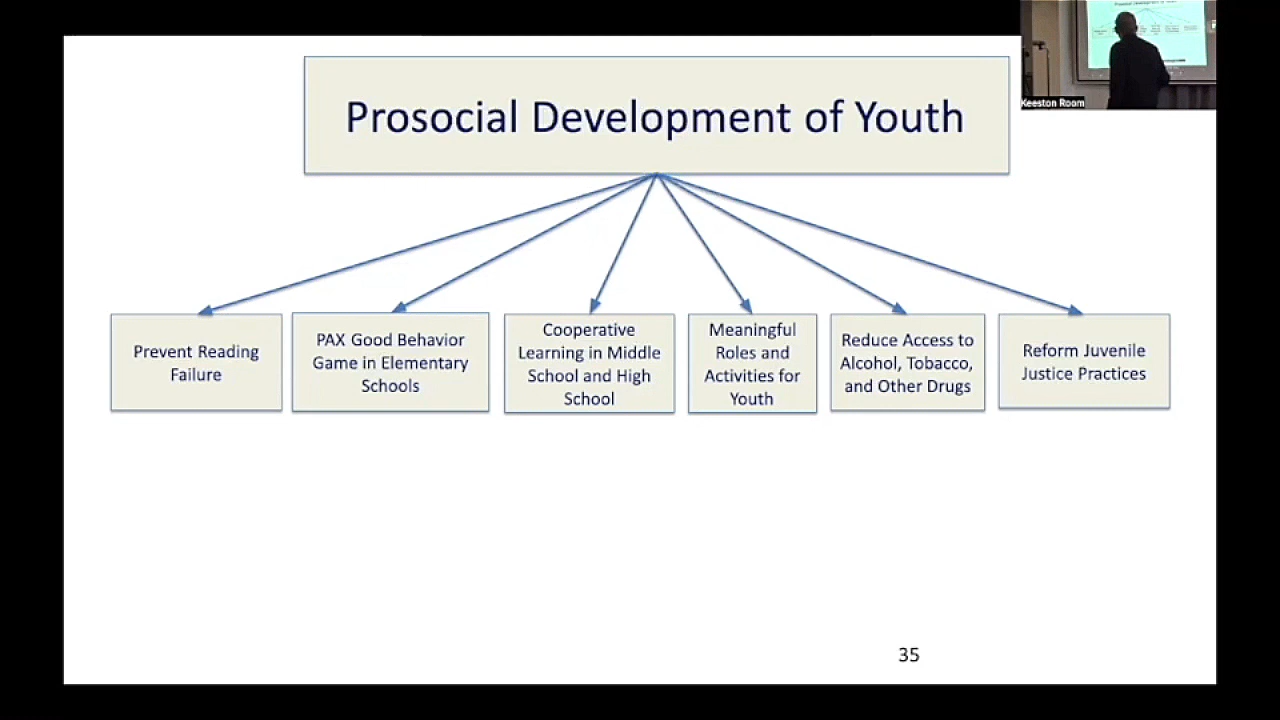 Prosocial Development of Youth
Keeston Room
Prevent Reading
Failure
PAX Good Behavior
Game in Elementary
Schools
Cooperative
Learning in Middle
School and High
School
Meaningful
Roles and
Activities for
Youth
Reduce Access to
Alcohol, Tobacco,
and Other Drugs
Reform Juvenile
Justice Practices
35